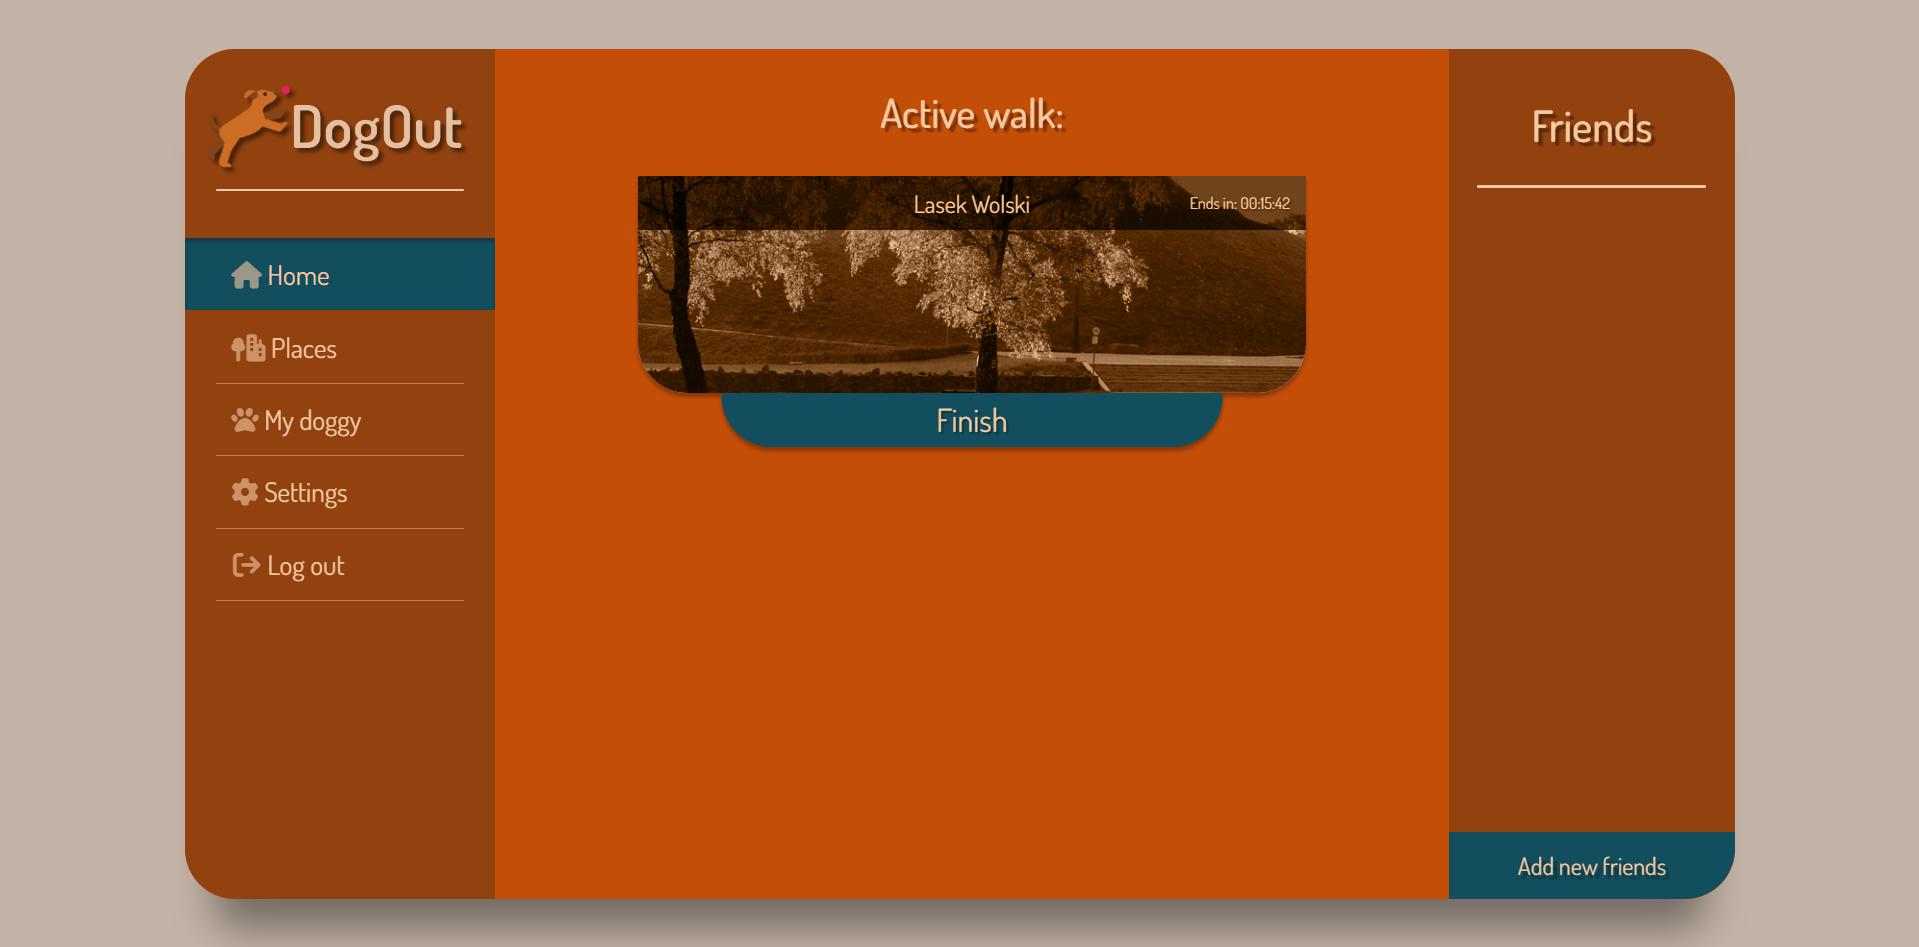 DogOut
Home
Places
My doggy
Settings
Log out
Active walk:
Lasek Wolski
Ends in: 00:15:42
Finish
Friends
Add new friends